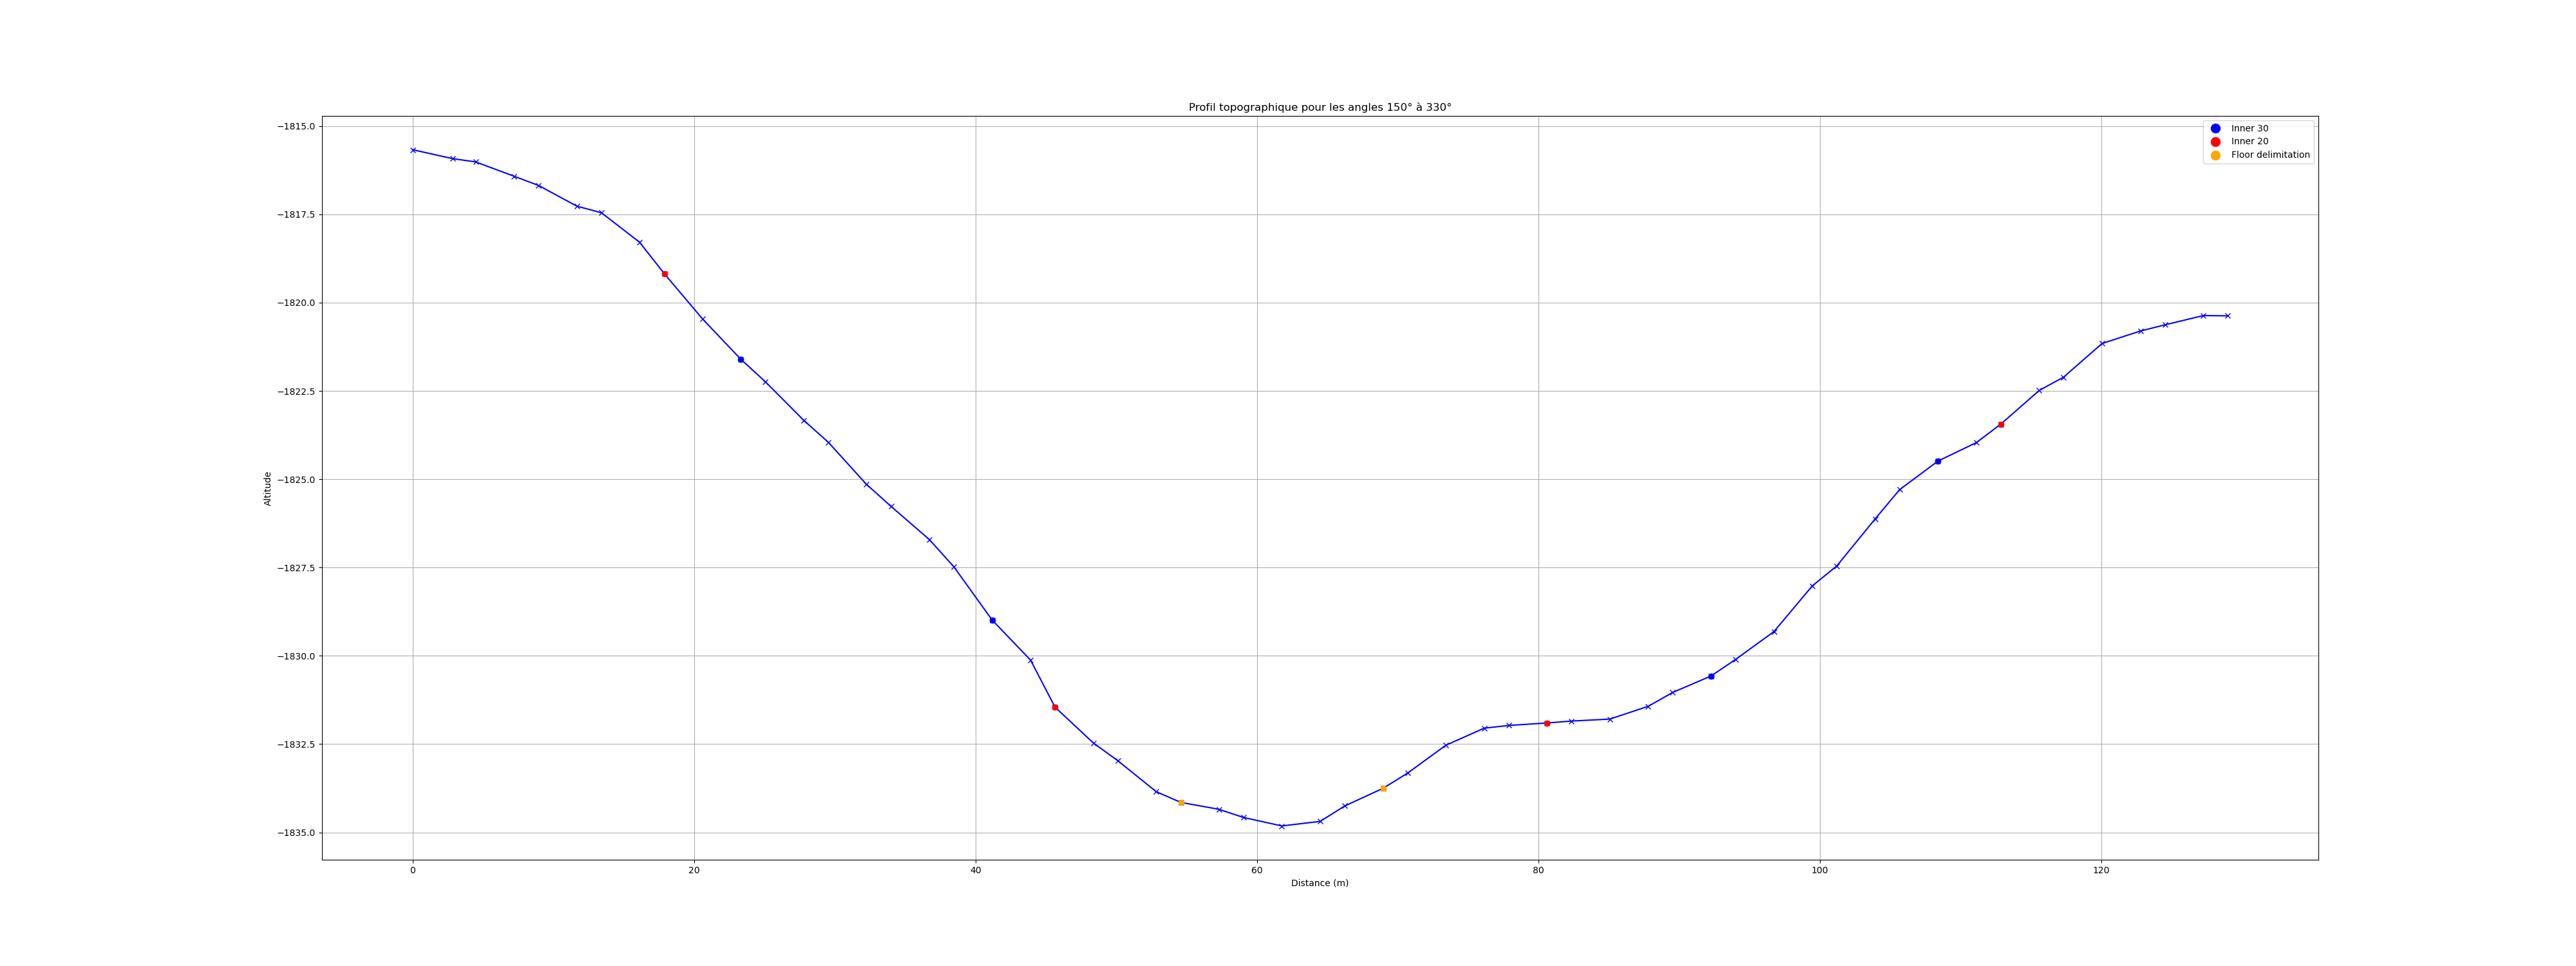 Profil topographique pour les angles 150° à 330°
Inner 30
Inner 20
Floor delimitation
Altitude
−1815.0
−1817.5
−1820.0
−1822.5
−1825.0
−1827.5
−1830.0
−1832.5
−1835.0
0 20 40 60 80 100 120
Distance (m)